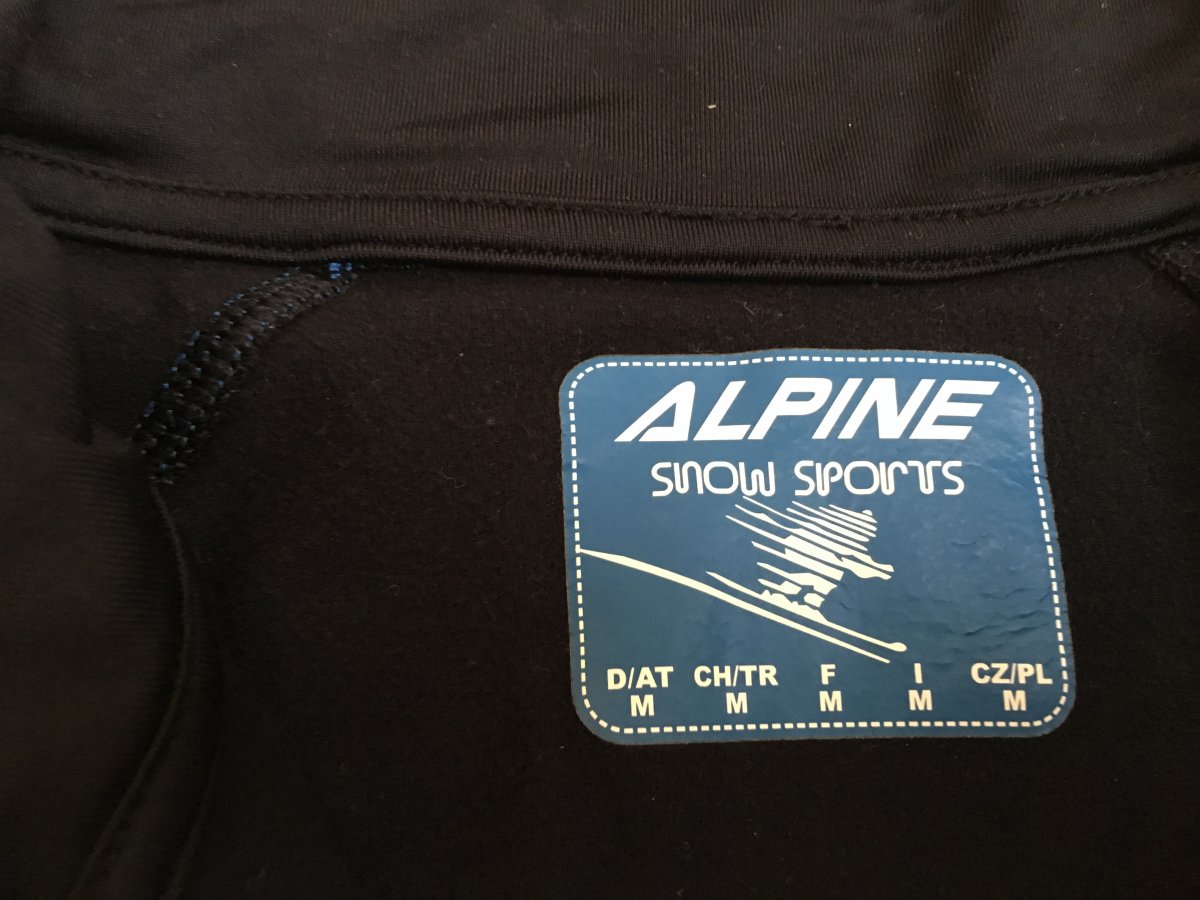 ALPINE
SNOW SPORTS
D/AT CH/TR F I CZ/PL
M M M M M